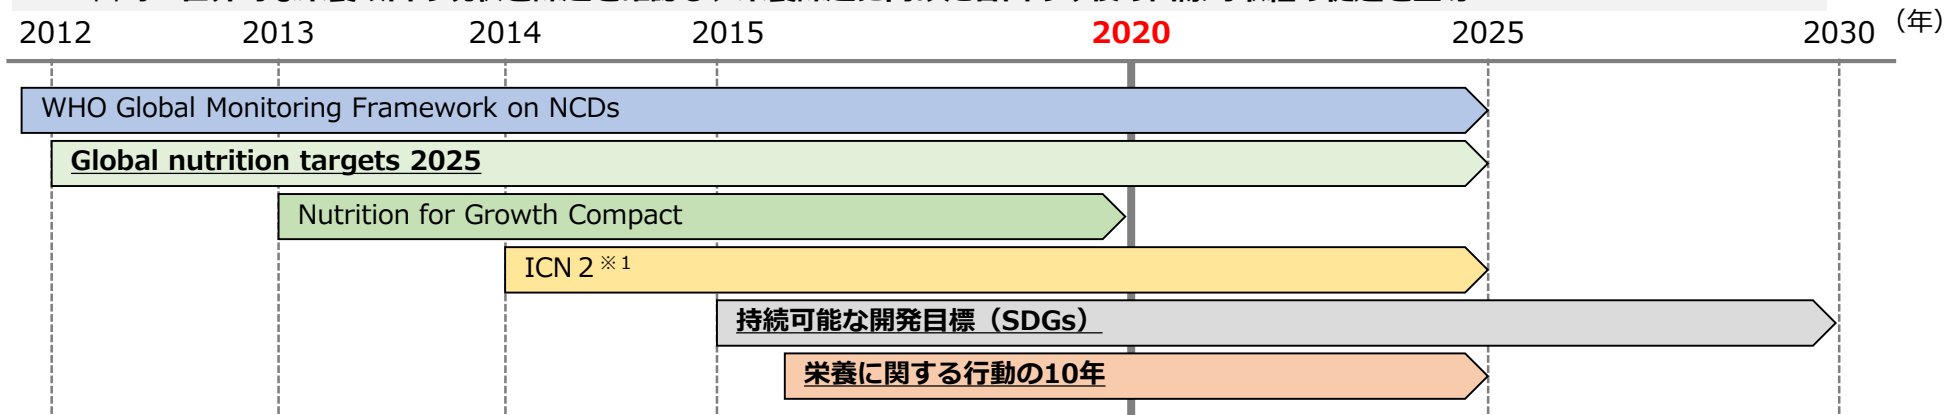 2012 2013 2014 2015 2020 2025 2030 (年)
WHO Global Monitoring Framework on NCDs
Global nutrition targets 2025
Nutrition for Growth Compact
ICN 2 ※1
持続可能な開発目標（SDGs）
栄養に関する行動の10年